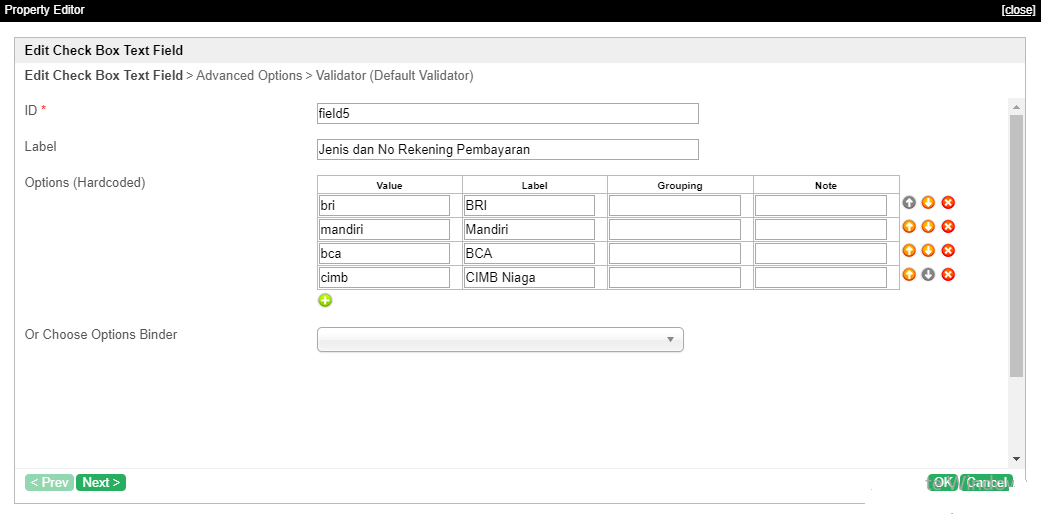 Property Editor [close]
Edit Check Box Text Field
Edit Check Box Text Field > Advanced Options > Validator (Default Validator)
ID * field5
Label Jenis dan No Rekening Pembayaran
Options (Hardcoded) Value Label Grouping Note
bri BRI
mandiri Mandiri
bca BCA
cimb CIMB Niaga
Or Choose Options Binder
< Prev Next > OK Cancel